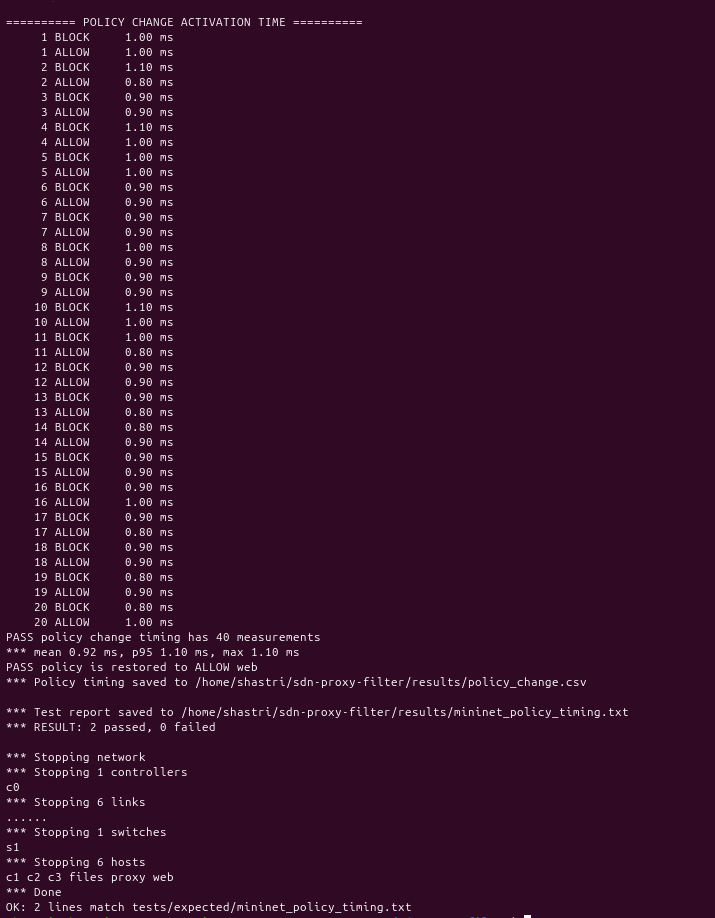 ========== POLICY CHANGE ACTIVATION TIME ==========
     1 BLOCK     1.00 ms
     1 ALLOW     1.00 ms
     2 BLOCK     1.10 ms
     2 ALLOW     0.80 ms
     3 BLOCK     0.90 ms
     3 ALLOW     0.90 ms
     4 BLOCK     1.10 ms
     4 ALLOW     1.00 ms
     5 BLOCK     1.00 ms
     5 ALLOW     1.00 ms
     6 BLOCK     0.90 ms
     6 ALLOW     0.90 ms
     7 BLOCK     0.90 ms
     7 ALLOW     0.90 ms
     8 BLOCK     1.00 ms
     8 ALLOW     0.90 ms
     9 BLOCK     0.90 ms
     9 ALLOW     0.90 ms
    10 BLOCK     1.10 ms
    10 ALLOW     1.00 ms
    11 BLOCK     1.00 ms
    11 ALLOW     0.80 ms
    12 BLOCK     0.90 ms
    12 ALLOW     0.90 ms
    13 BLOCK     0.90 ms
    13 ALLOW     0.80 ms
    14 BLOCK     0.80 ms
    14 ALLOW     0.90 ms
    15 BLOCK     0.90 ms
    15 ALLOW     0.90 ms
    16 BLOCK     0.90 ms
    16 ALLOW     1.00 ms
    17 BLOCK     0.90 ms
    17 ALLOW     0.80 ms
    18 BLOCK     0.90 ms
    18 ALLOW     0.90 ms
    19 BLOCK     0.80 ms
    19 ALLOW     0.90 ms
    20 BLOCK     0.80 ms
    20 ALLOW     1.00 ms
PASS policy change timing has 40 measurements
*** mean 0.92 ms, p95 1.10 ms, max 1.10 ms
PASS policy is restored to ALLOW web
*** Policy timing saved to /home/shastri/sdn-proxy-filter/results/policy_change.csv

*** Test report saved to /home/shastri/sdn-proxy-filter/results/mininet_policy_timing.txt
*** RESULT: 2 passed, 0 failed

*** Stopping network
*** Stopping 1 controllers
c0
*** Stopping 6 links
......
*** Stopping 1 switches
s1
*** Stopping 6 hosts
c1 c2 c3 files proxy web
*** Done
OK: 2 lines match tests/expected/mininet_policy_timing.txt